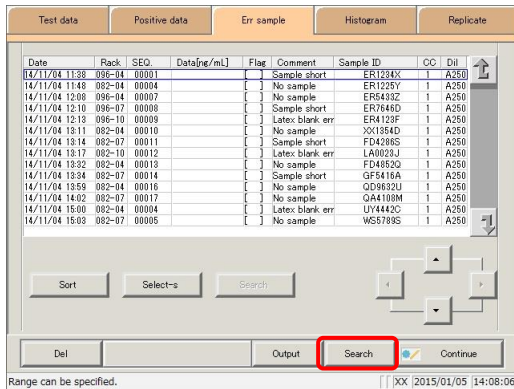 Test data Positive data Err sample Histogram Replicate
Date Rack SEQ. Data[ng/mL] Flag Comment Sample ID CC Dil
14/11/04 11:38 096-04 00001 [ ] Sample short ER1234X 1 A250
14/11/04 11:48 082-04 00004 [ ] No sample ER1225Y 1 A250
14/11/04 12:08 096-04 00007 [ ] No sample ER5433Z 1 A250
14/11/04 12:10 096-07 00008 [ ] Sample short ER7646D 1 A250
14/11/04 12:13 096-10 00009 [ ] Latex blank err ER4123F 1 A250
14/11/04 13:11 082-04 00010 [ ] No sample XX1354D 1 A250
14/11/04 13:14 082-07 00011 [ ] Sample short FD4286S 1 A250
14/11/04 13:17 082-10 00012 [ ] Latex blank err LA0023J 1 A250
14/11/04 13:32 082-04 00013 [ ] No sample FD4852Q 1 A250
14/11/04 13:34 082-07 00014 [ ] Sample short GF5416A 1 A250
14/11/04 13:59 082-04 00016 [ ] No sample QD9632U 1 A250
14/11/04 14:02 082-07 00017 [ ] No sample QA4108M 1 A250
14/11/04 15:00 082-07 00004 [ ] Latex blank err UY4442C 1 A250
14/11/04 15:03 082-07 00005 [ ] No sample WS5789S 1 A250
Sort Select-s Search
Del Output Search Continue
Range can be specified. XX 2015/01/05 14:08:06